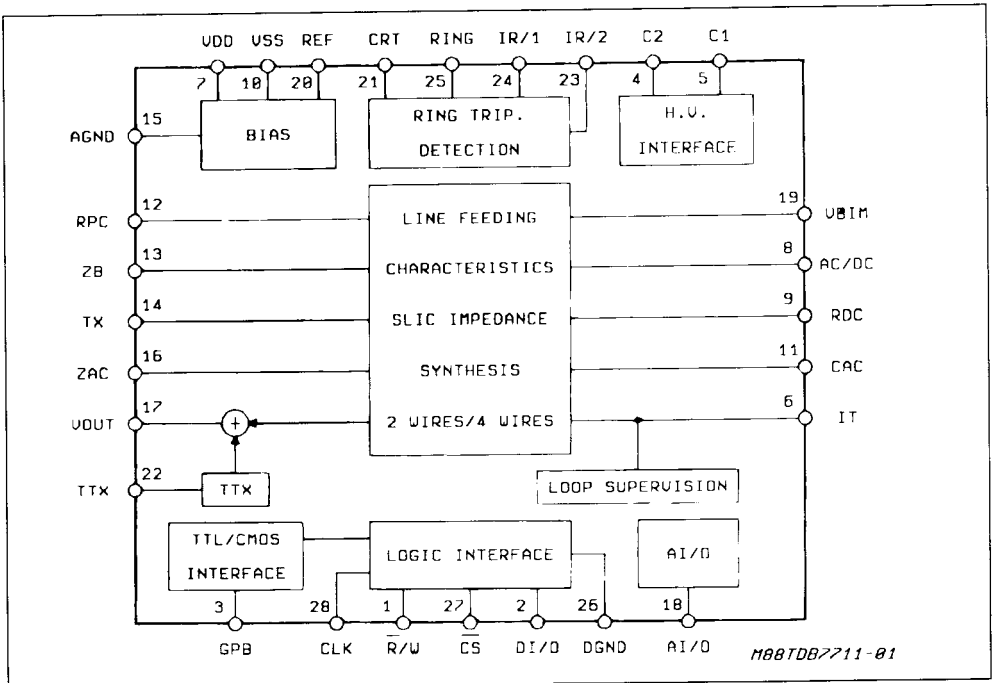 VDD VSS REF CRT RING IR/1 IR/2 C2 C1
7 10 20 21 25 24 23 4 5
AGND 15 BIAS
RING TRIP.
DETECTION
H.V.
INTERFACE
RPC 12 LINE FEEDING 19 VBIM
ZB 13 CHARACTERISTICS 8 AC/DC
TX 14 SLIC IMPEDANCE 9 RDC
ZAC 16 SYNTHESIS 11 CAC
VOUT 17 + 2 WIRES/4 WIRES 6 IT
TTX 22 TTX LOOP SUPERVISION
TTL/CMOS
INTERFACE
LOGIC INTERFACE
AI/O
3 28 1 27 2 26 18
GPB CLK R̅/W C̅S̅ DI/O DGND AI/O
M88TDB7711-01